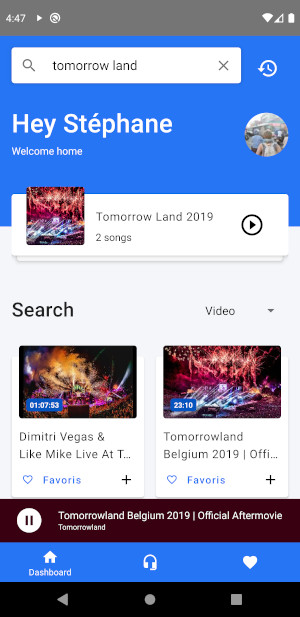 4:47
tomorrow land
Hey Stéphane
Welcome home
Tomorrow Land 2019
2 songs
Search
Video
01:07:53
23:10
Dimitri Vegas &
Like Mike Live At T...
Tomorrowland
Belgium 2019 | Offi...
Favoris
Favoris
Tomorrowland Belgium 2019 | Official Aftermovie
Tomorrowland
Dashboard